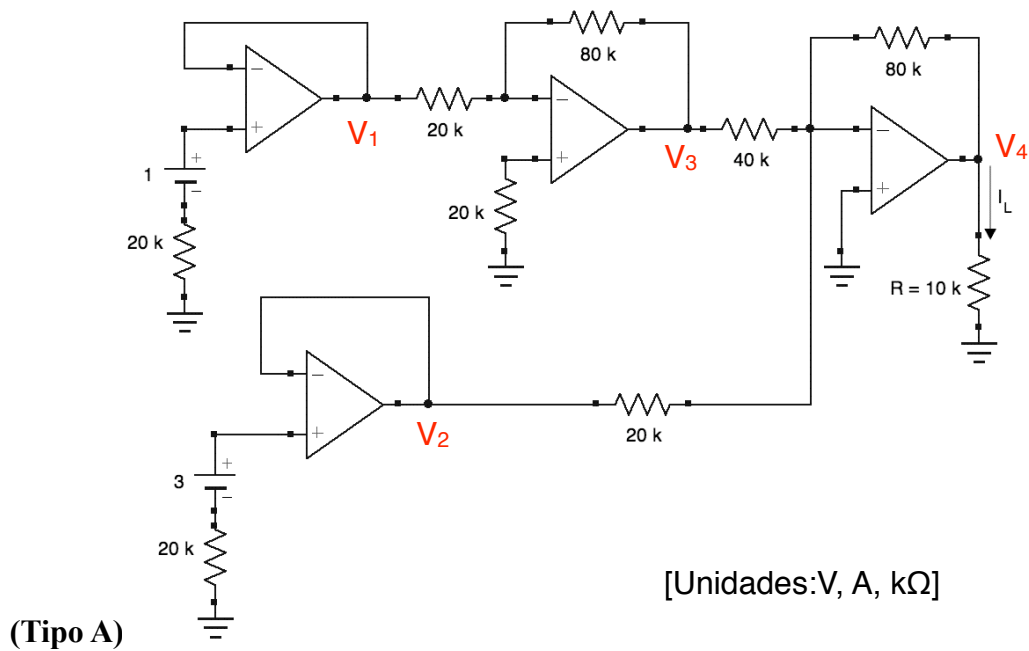 80 k
80 k
20 k
V1
V3
40 k
V4
1
20 k
20 k
IL
R = 10 k
V2
20 k
3
20 k
[Unidades:V, A, kΩ]
(Tipo A)